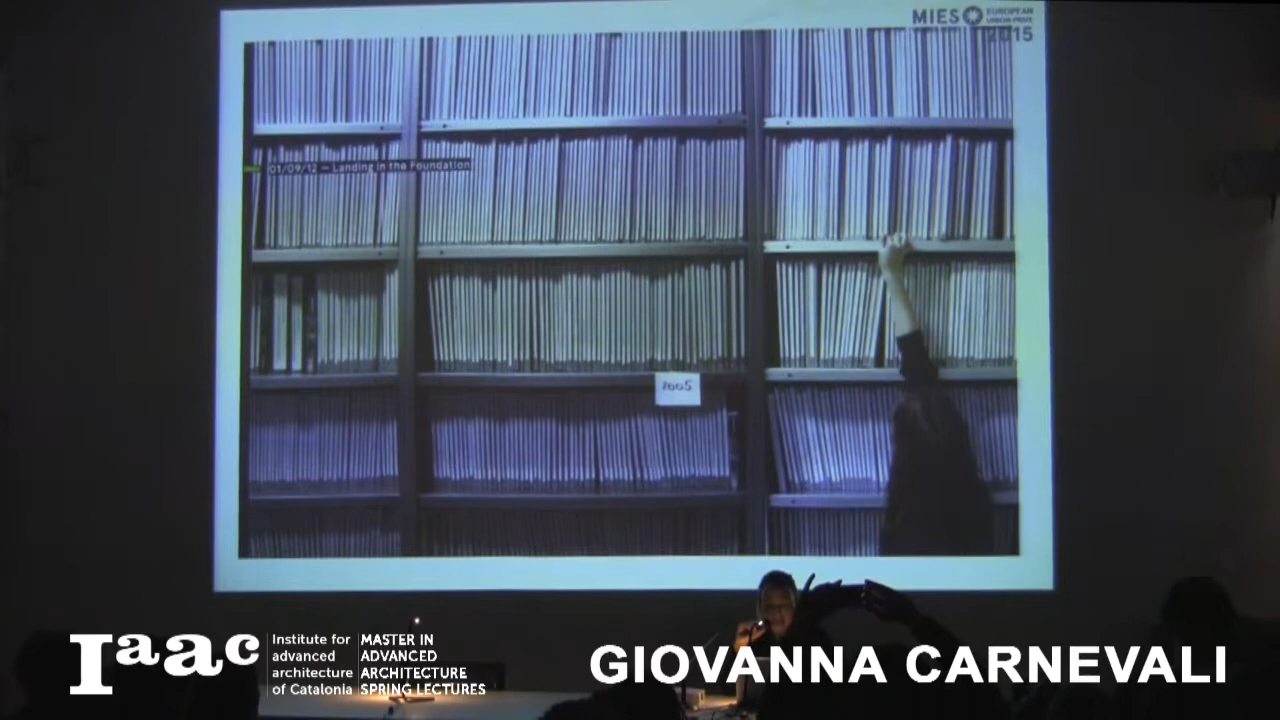 MIES EUROPEAN
UNION PRIZE
2015
01/09/12 — Landing in the Foundation
2005
Iaac
Institute for
advanced
architecture
of Catalonia
MASTER IN
ADVANCED
ARCHITECTURE
SPRING LECTURES
GIOVANNA CARNEVALI